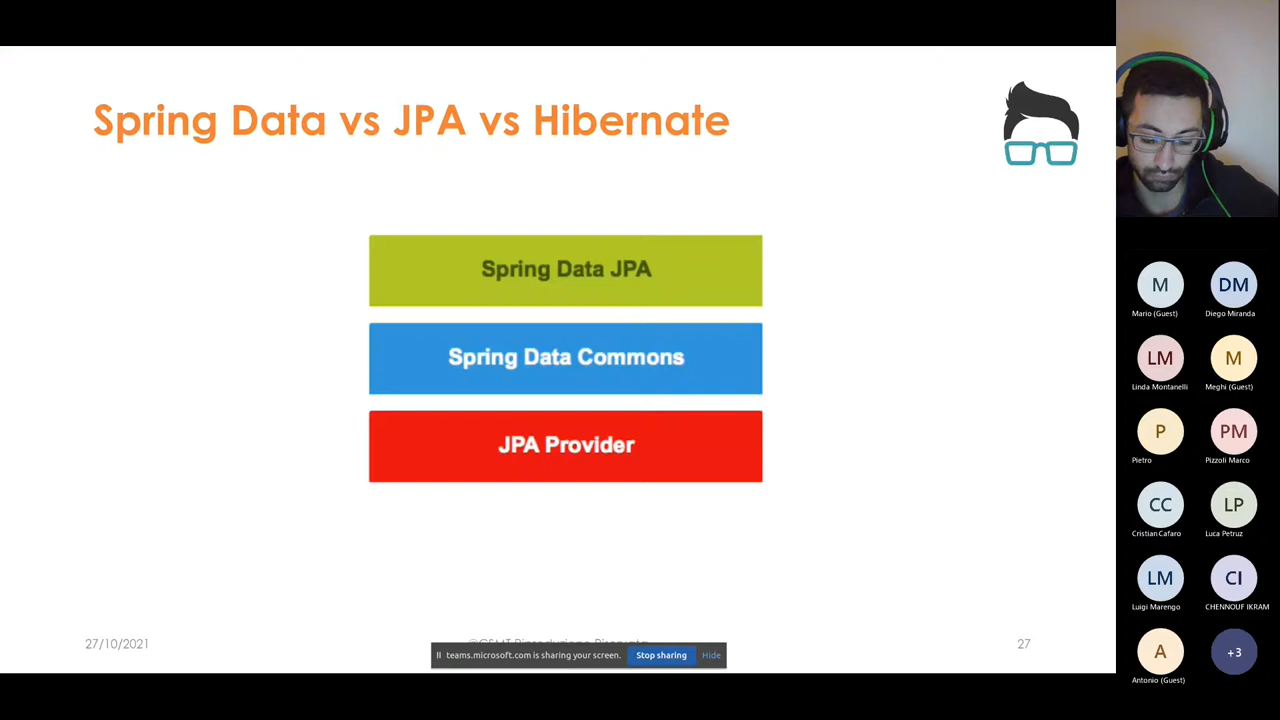 Spring Data vs JPA vs Hibernate
Spring Data JPA
Spring Data Commons
JPA Provider
27/10/2021
27
teams.microsoft.com is sharing your screen.
Stop sharing
Hide
M
DM
Mario (Guest)
Diego Miranda
LM
M
Linda Montanelli
Meghi (Guest)
P
PM
Pietro
Pizzoli Marco
CC
LP
Cristian Cafaro
Luca Petruz
LM
CI
Luigi Marengo
CHENNOUF IKRAM
A
+3
Antonio (Guest)